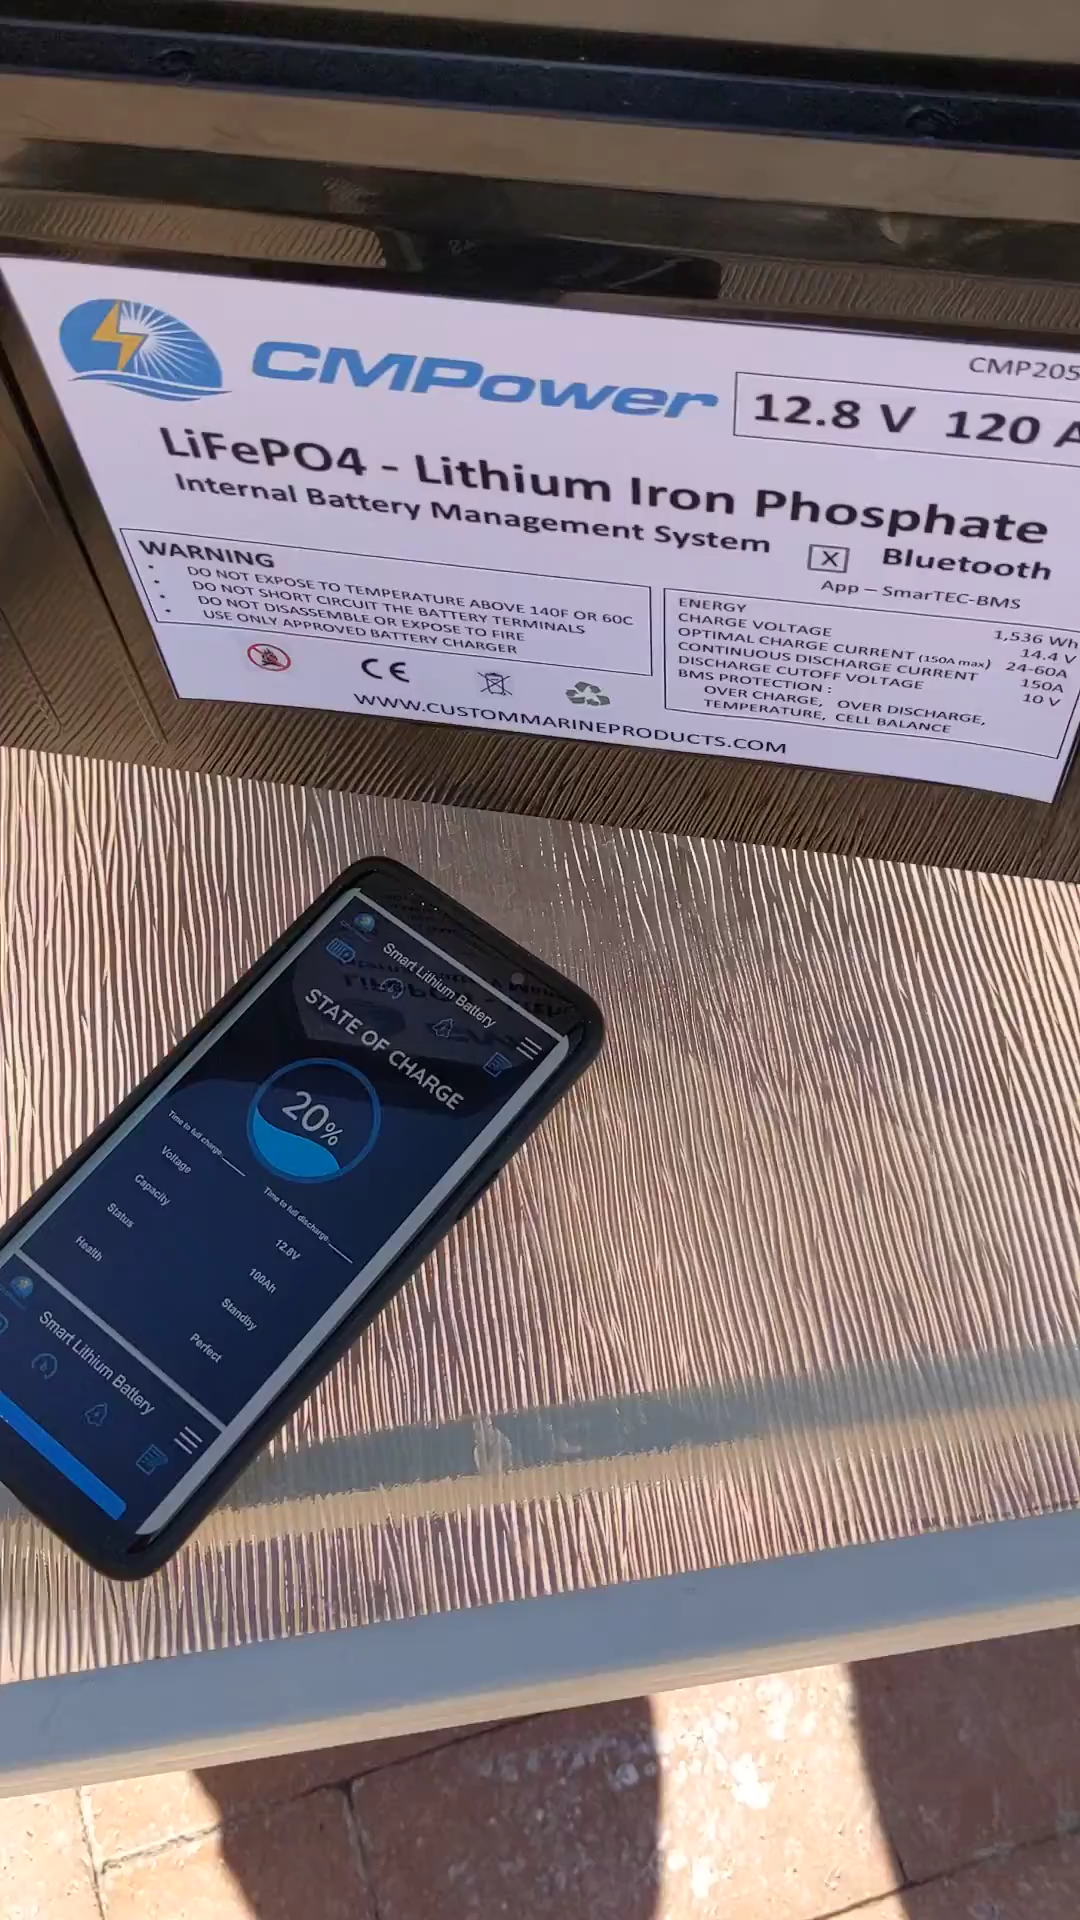 CMPower
CMP205
12.8 V 120 A
LiFePO4 - Lithium Iron Phosphate
Internal Battery Management System
X Bluetooth
App – SmarTEC-BMS
WARNING
• DO NOT EXPOSE TO TEMPERATURE ABOVE 140F OR 60C
• DO NOT SHORT CIRCUIT THE BATTERY TERMINALS
• DO NOT DISASSEMBLE OR EXPOSE TO FIRE
• USE ONLY APPROVED BATTERY CHARGER
ENERGY 1,536 Wh
CHARGE VOLTAGE 14.4 V
OPTIMAL CHARGE CURRENT (150A max) 24-60A
CONTINUOUS DISCHARGE CURRENT 150A
DISCHARGE CUTOFF VOLTAGE 10 V
BMS PROTECTION :
OVER CHARGE, OVER DISCHARGE,
TEMPERATURE, CELL BALANCE
CE
WWW.CUSTOMMARINEPRODUCTS.COM
Smart Lithium Battery
STATE OF CHARGE
20%
Time to full charge:
Time to full discharge:
Voltage 12.8V
Capacity 100Ah
Status Standby
Health Perfect
Smart Lithium Battery